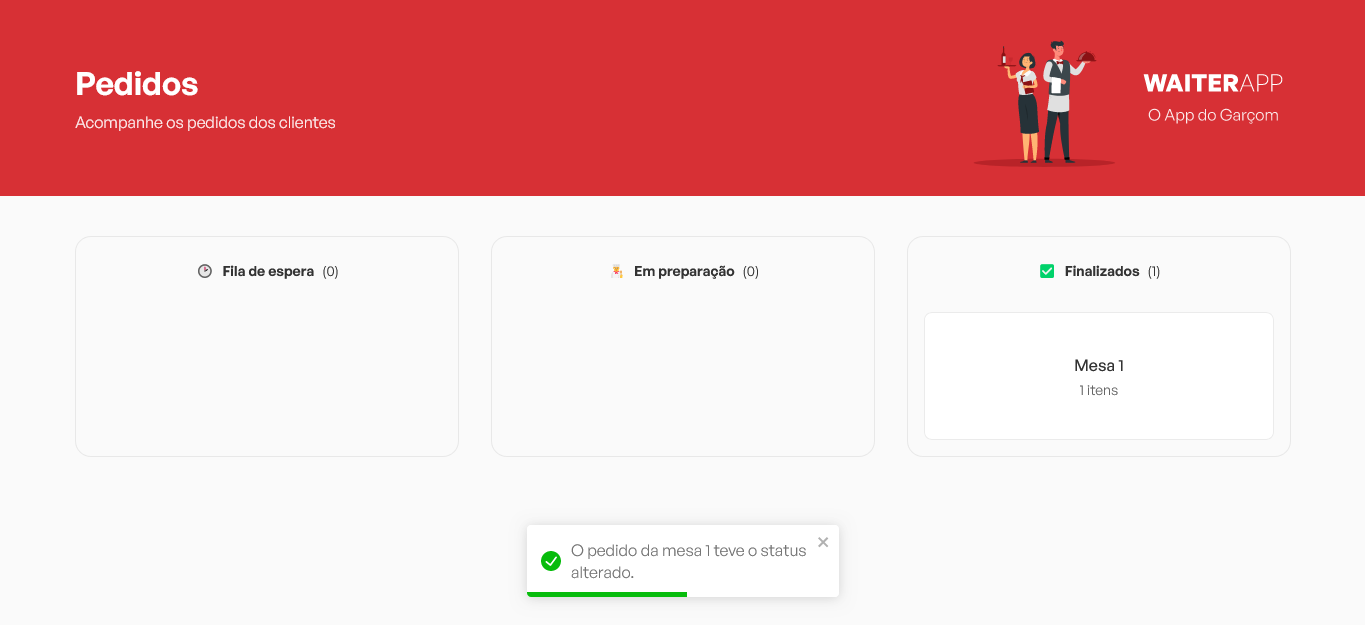 Pedidos
Acompanhe os pedidos dos clientes
WAITERAPP
O App do Garçom
Fila de espera (0)
Em preparação (0)
Finalizados (1)
Mesa 1
1 itens
O pedido da mesa 1 teve o status
alterado.